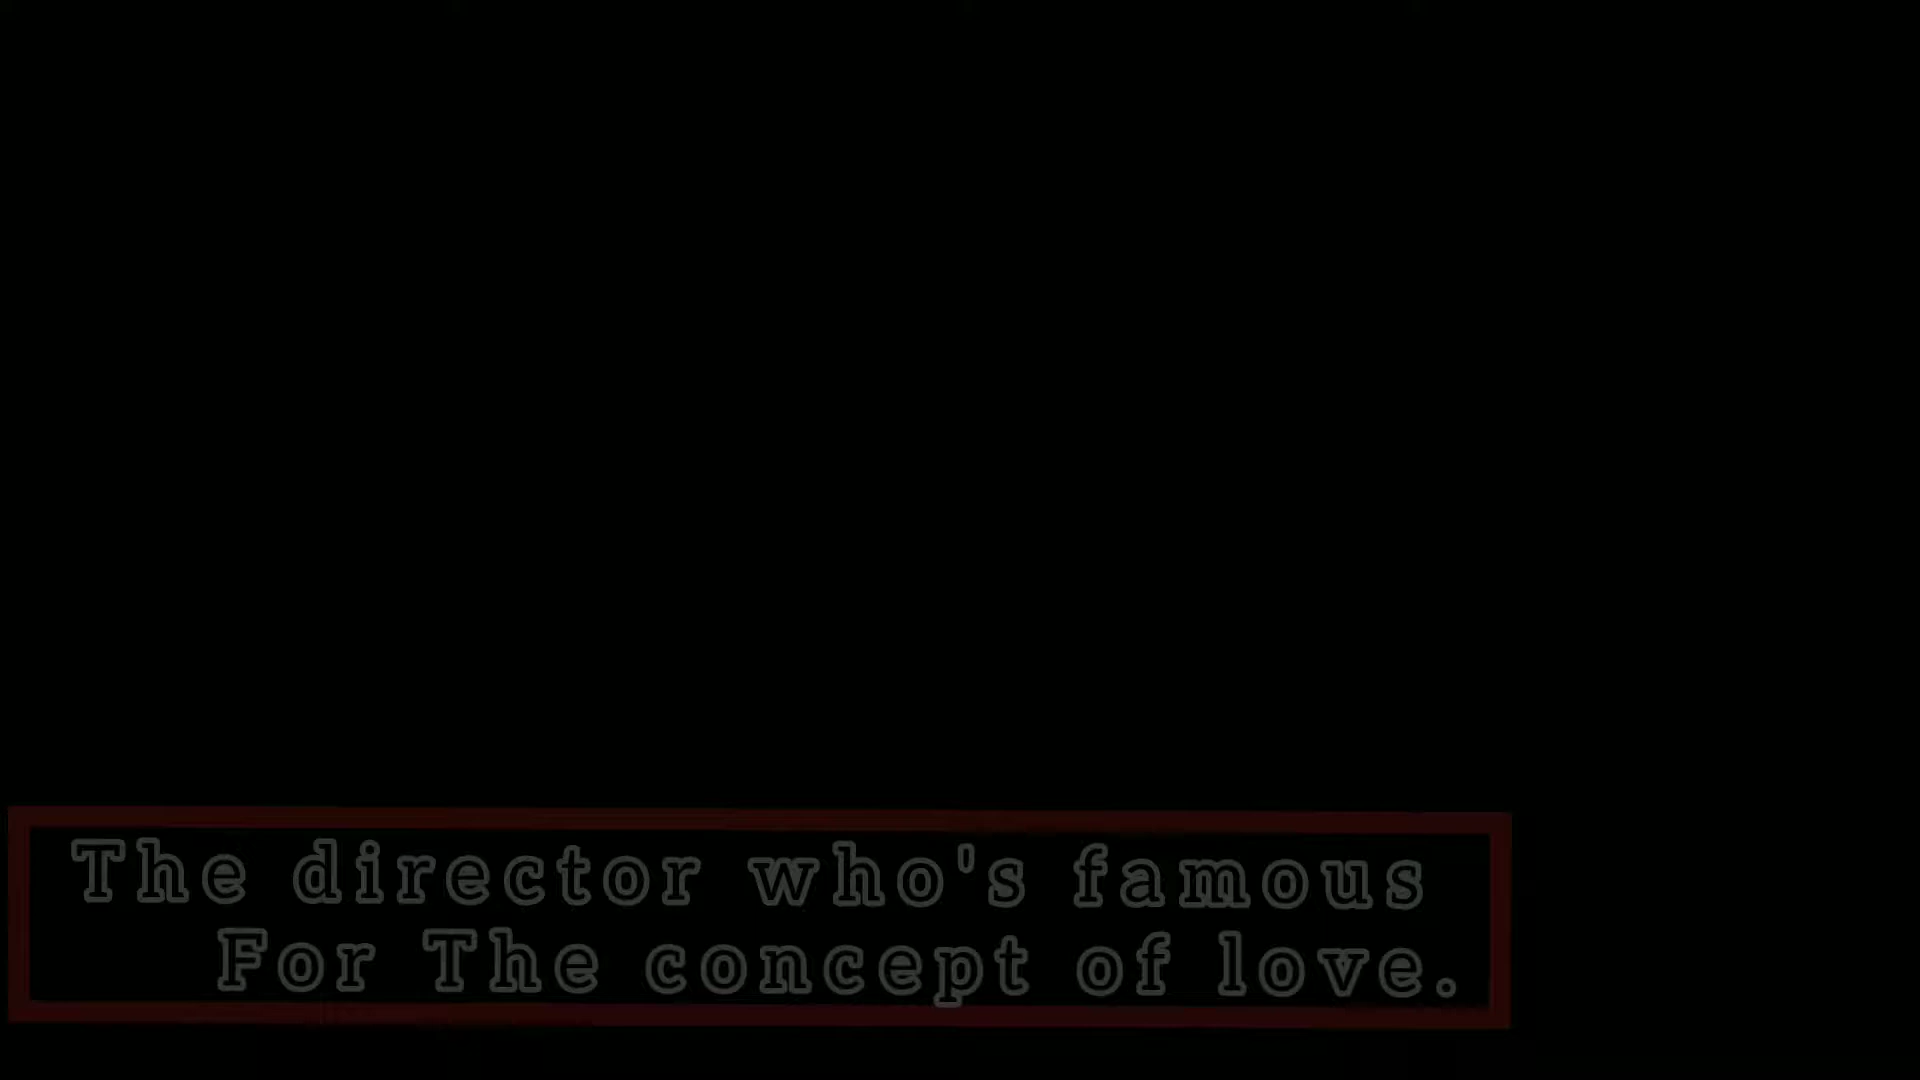 The director who's famous
For The concept of love.